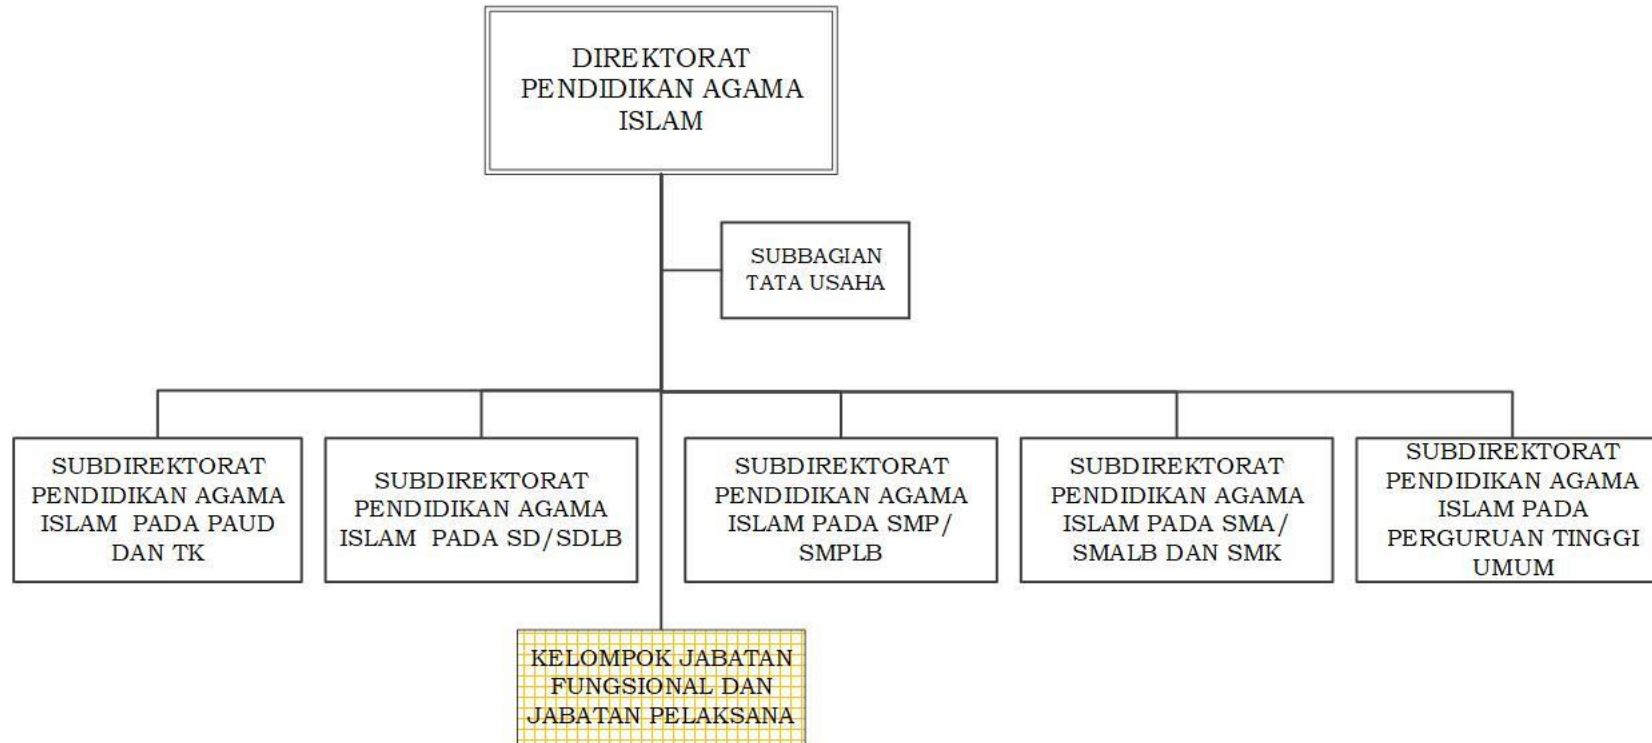 DIREKTORAT
PENDIDIKAN AGAMA
ISLAM
SUBBAGIAN
TATA USAHA
SUBDIREKTORAT
PENDIDIKAN AGAMA
ISLAM PADA PAUD
DAN TK
SUBDIREKTORAT
PENDIDIKAN AGAMA
ISLAM PADA SD/SDLB
SUBDIREKTORAT
PENDIDIKAN AGAMA
ISLAM PADA SMP/
SMPLB
SUBDIREKTORAT
PENDIDIKAN AGAMA
ISLAM PADA SMA/
SMALB DAN SMK
SUBDIREKTORAT
PENDIDIKAN AGAMA
ISLAM PADA
PERGURUAN TINGGI
UMUM
KELOMPOK JABATAN
FUNGSIONAL DAN
JABATAN PELAKSANA